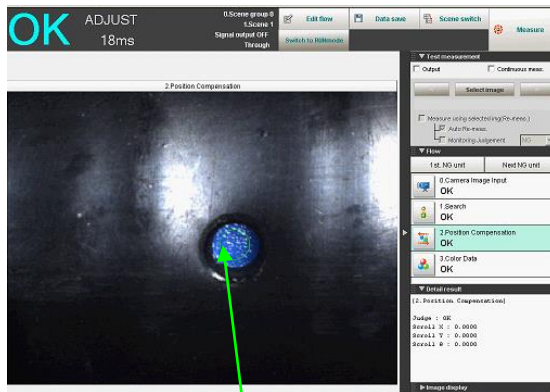 OK
ADJUST
18ms
0.Scene group 0
1.Scene 1
Signal output OFF
Through
Edit flow
Data save
Scene switch
Measure
Switch to RUNmode
2.Position Compensation
▼ Test measurement
Output
Continuous meas.
Select image
Measure using selected img(Re-meas.)
Auto Re-meas.
Monitoring Judgement
NG
▼ Flow
1st. NG unit
Next NG unit
0.Camera Image Input
OK
1.Search
OK
2.Position Compensation
OK
3.Color Data
OK
▼ Detail result
[2.Position Compensation]
Judge : OK
Scroll X : 0.0000
Scroll Y : 0.0000
Scroll θ : 0.0000
▶ Image display